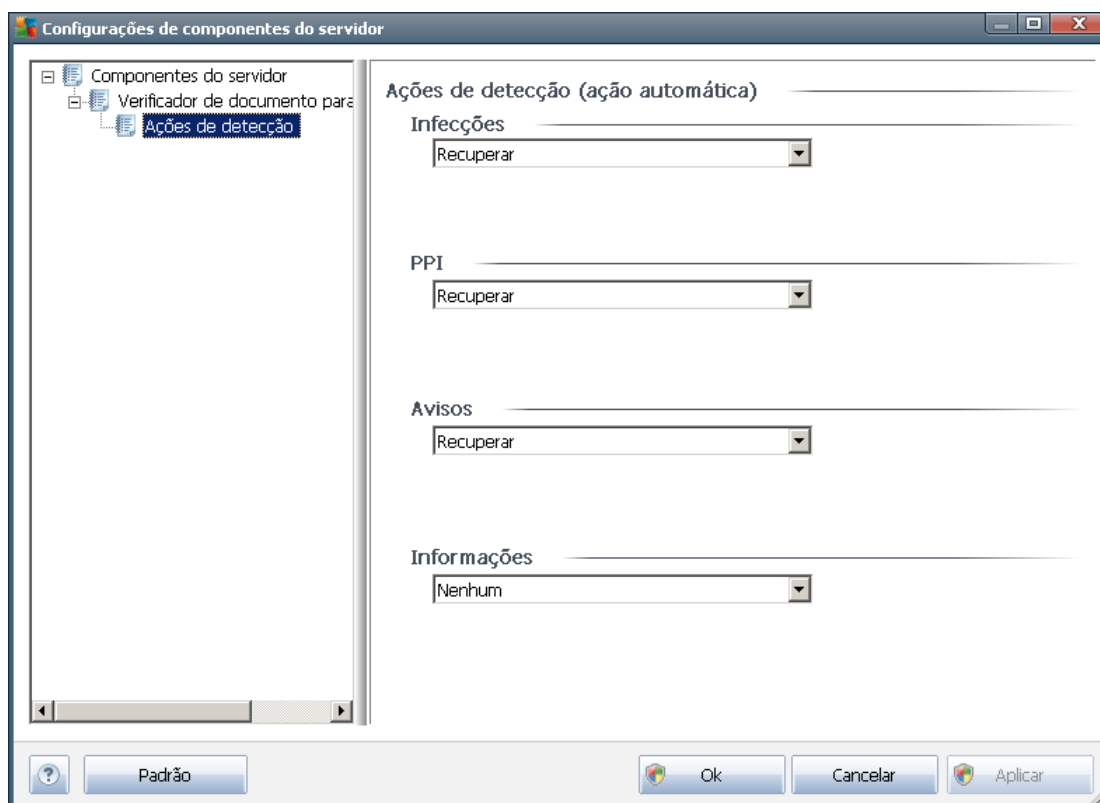 Configurações de componentes do servidor
Componentes do servidor
Verificador de documento para
Ações de detecção
Ações de detecção (ação automática)
Infecções
Recuperar
PPI
Recuperar
Avisos
Recuperar
Informações
Nenhum
?
Padrão
Ok
Cancelar
Aplicar